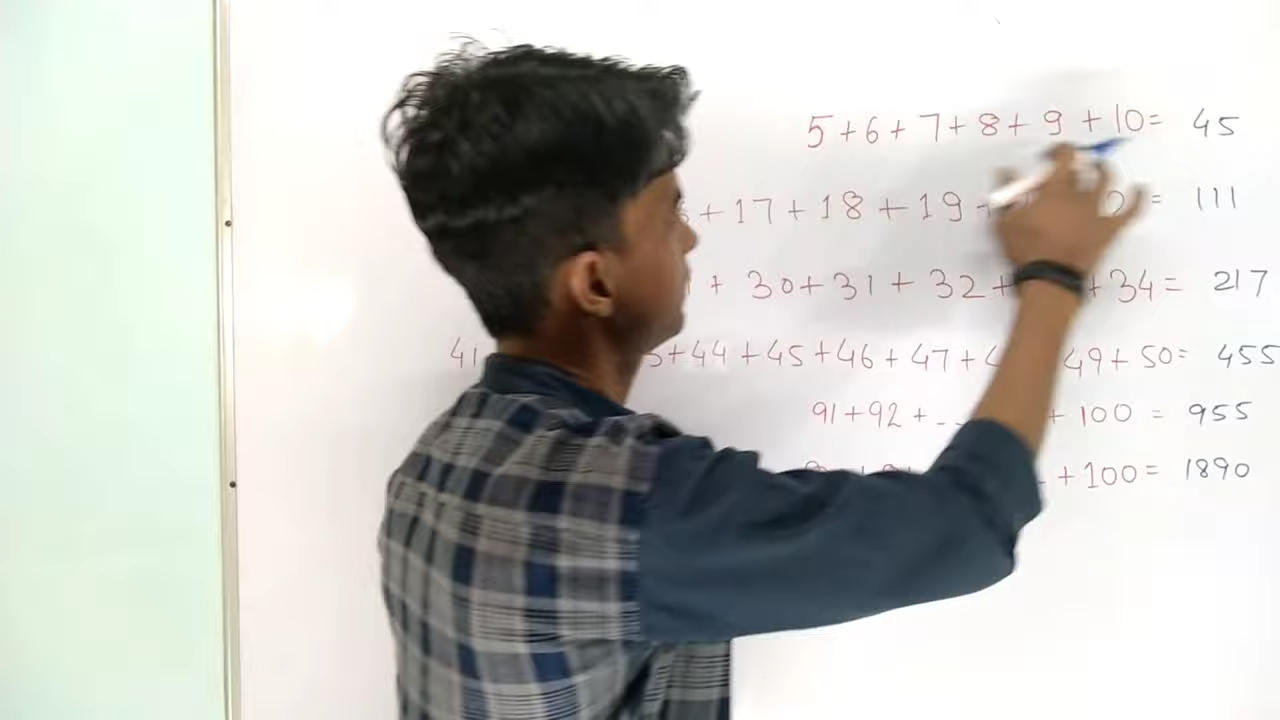 5+6+7+8+9+10= 45
+17+18+19+ = 111
+ 30+31+32+ +34= 217
41 +44+45+46+47+ 49+50= 455
91+92+-- +100 = 955
+100= 1890